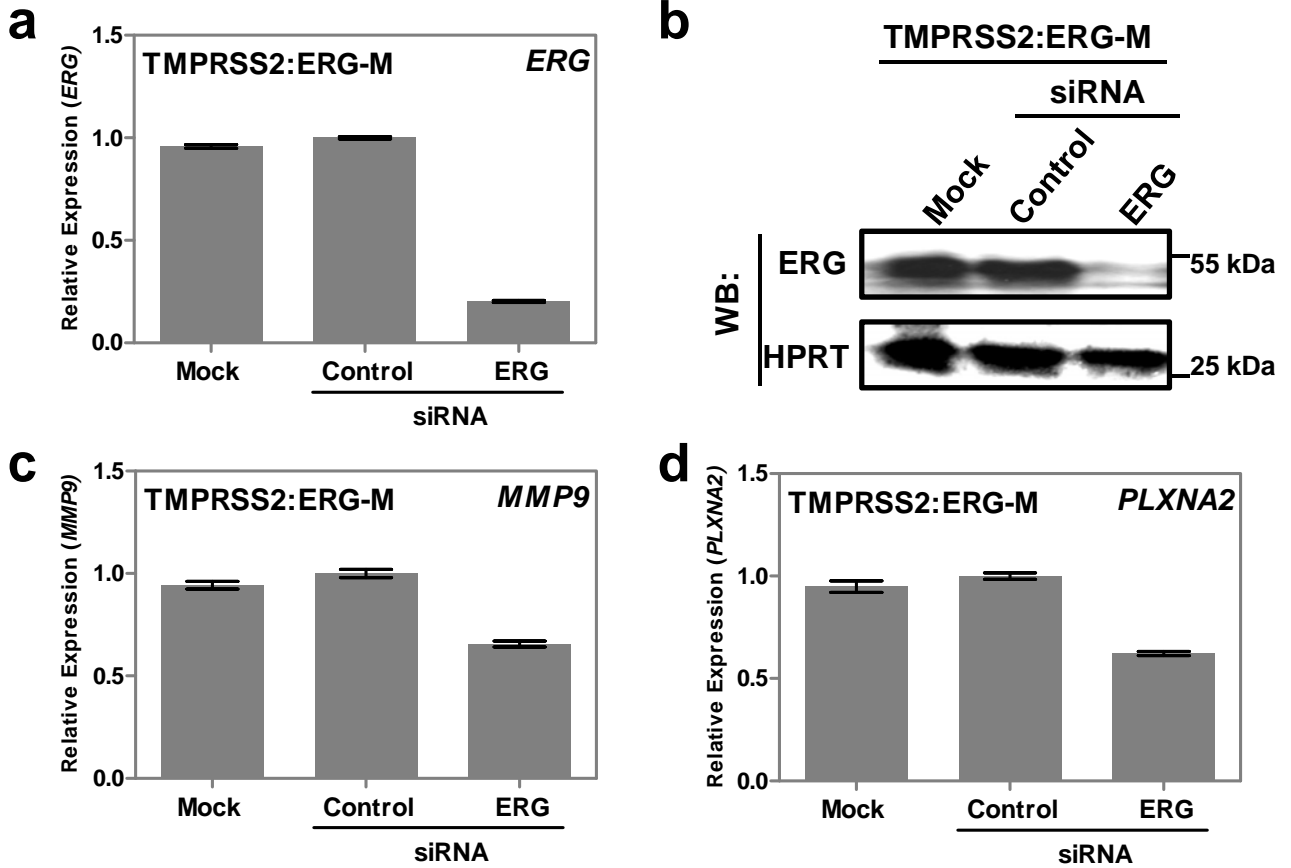 a
Relative Expression (ERG)
1.5
1.0
0.5
0.0
TMPRSS2:ERG-M ERG
Mock Control ERG
siRNA
b
TMPRSS2:ERG-M
siRNA
Mock Control ERG
WB:
ERG 55 kDa
HPRT 25 kDa
c
Relative Expression (MMP9)
1.5
1.0
0.5
0.0
TMPRSS2:ERG-M MMP9
Mock Control ERG
siRNA
d
Relative Expression (PLXNA2)
1.5
1.0
0.5
0.0
TMPRSS2:ERG-M PLXNA2
Mock Control ERG
siRNA